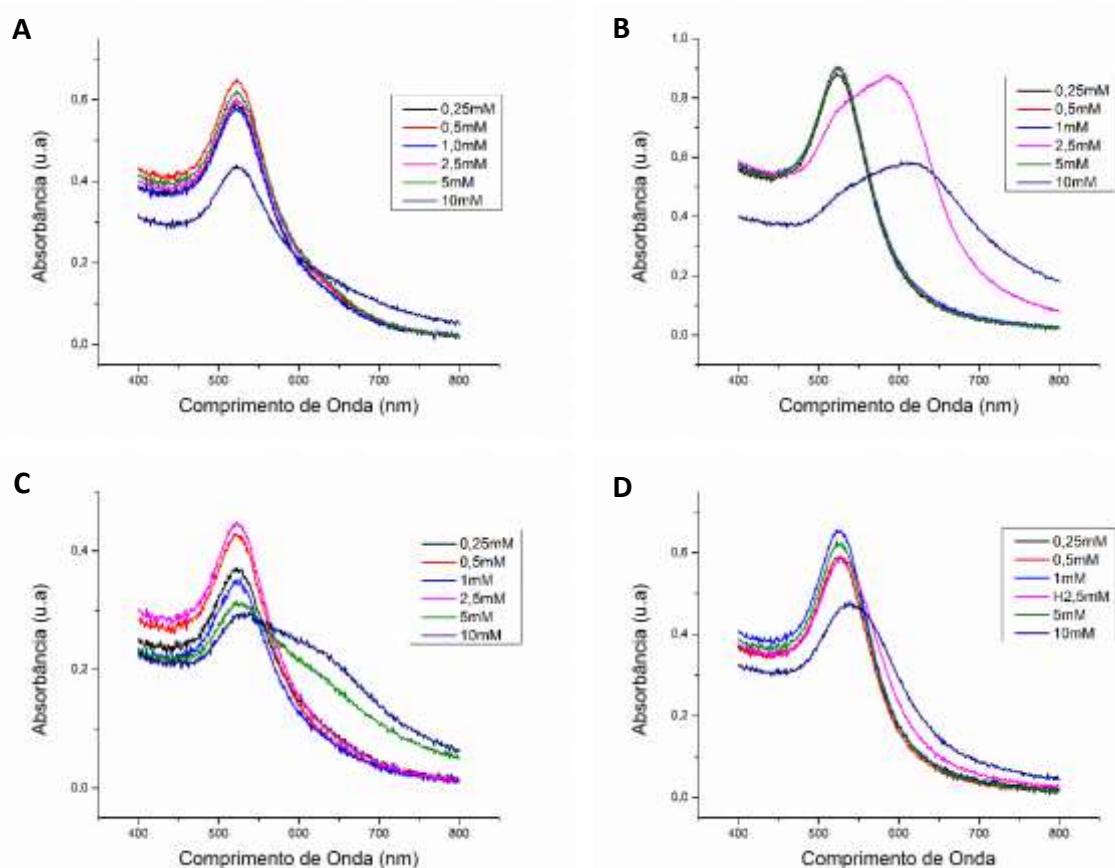 A
Absorbância (u.a)
0,6
0,4
0,2
0,0
0,25mM
0,5mM
1,0mM
2,5mM
5mM
10mM
400 500 600 700 800
Comprimento de Onda (nm)
B
Absorbância (u.a)
1,0
0,8
0,6
0,4
0,2
0,0
0,25mM
0,5mM
1mM
2,5mM
5mM
10mM
400 500 600 700 800
Comprimento de Onda (nm)
C
Absorbância (u.a)
0,4
0,2
0,0
0,25mM
0,5mM
1mM
2,5mM
5mM
10mM
400 500 600 700 800
Comprimento de Onda (nm)
D
Absorbância (u.a)
0,6
0,4
0,2
0,0
0,25mM
0,5mM
1mM
H2,5mM
5mM
10mM
400 500 600 700 800
Comprimento de Onda